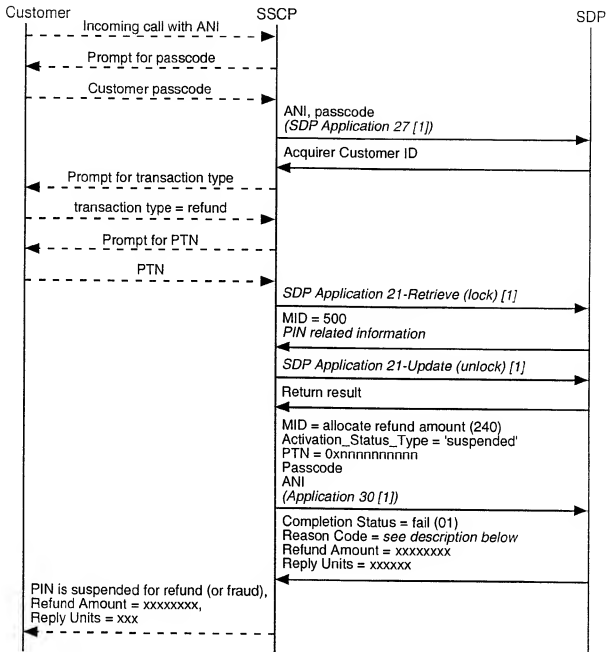 Customer
SSCP
SDP
Incoming call with ANI
Prompt for passcode
Customer passcode
ANI, passcode
(SDP Application 27 [1])
Acquirer Customer ID
Prompt for transaction type
transaction type = refund
Prompt for PTN
PTN
SDP Application 21-Retrieve (lock) [1]
MID = 500
PIN related information
SDP Application 21-Update (unlock) [1]
Return result
MID = allocate refund amount (240)
Activation_Status_Type = 'suspended'
PTN = 0xnnnnnnnnnn
Passcode
ANI
(Application 30 [1])
Completion Status = fail (01)
Reason Code = see description below
Refund Amount = xxxxxxxx
Reply Units = xxxxxx
PIN is suspended for refund (or fraud),
Refund Amount = xxxxxxxx,
Reply Units = xxx